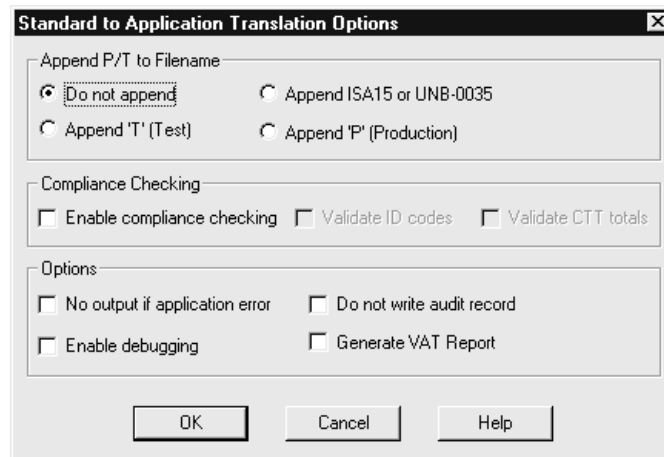 Standard to Application Translation Options
Append P/T to Filename
Do not append Append ISA15 or UNB-0035
Append 'T' (Test) Append 'P' (Production)
Compliance Checking
Enable compliance checking Validate ID codes Validate CTT totals
Options
No output if application error Do not write audit record
Enable debugging Generate VAT Report
OK Cancel Help